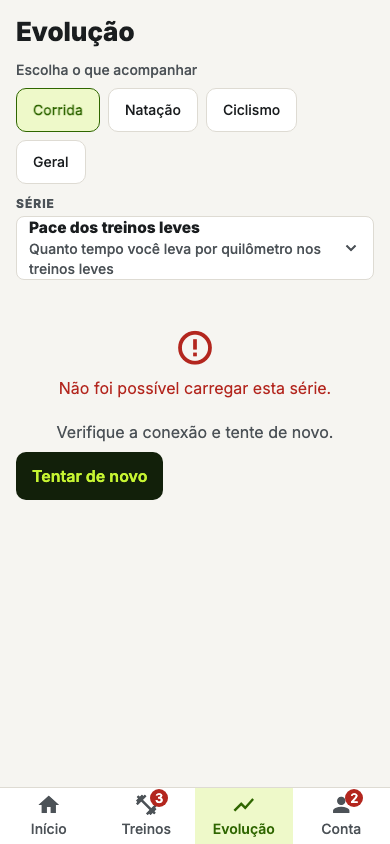 Evolução
Escolha o que acompanhar
Corrida
Natação
Ciclismo
Geral
SÉRIE
Pace dos treinos leves
Quanto tempo você leva por quilômetro nos
treinos leves
Não foi possível carregar esta série.
Verifique a conexão e tente de novo.
Tentar de novo
3
2
Início
Treinos
Evolução
Conta